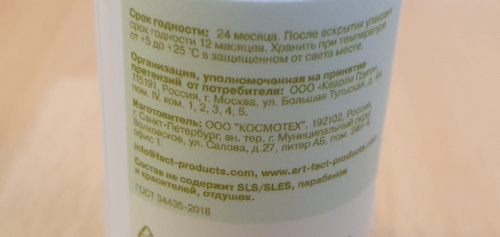 Срок годности: 24 месяца. После вскрытия упаковки
срок годности 12 месяцев. Хранить при температуре
от +5 до +25 °С в защищенном от света месте.
Организация, уполномоченная на принятие
претензий от потребителя: ООО «Кёарли Групп»
115191, Россия, г. Москва, ул. Большая Тульская, д. 44
пом. IV, ком. 1, 2, 3, 4, 5.
Изготовитель: ООО "КОСМОТЕХ", 192102, Россия,
г. Санкт-Петербург, вн. тер. г. Муниципальный округ
Волковское, ул. Салова, д.27, литер АБ, пом.
офис 1.
info@fact-products.com, www.art-fact-products.com
Состав не содержит SLS/SLES, парабенов
и красителей, отдушек.
ГОСТ 34435-2018